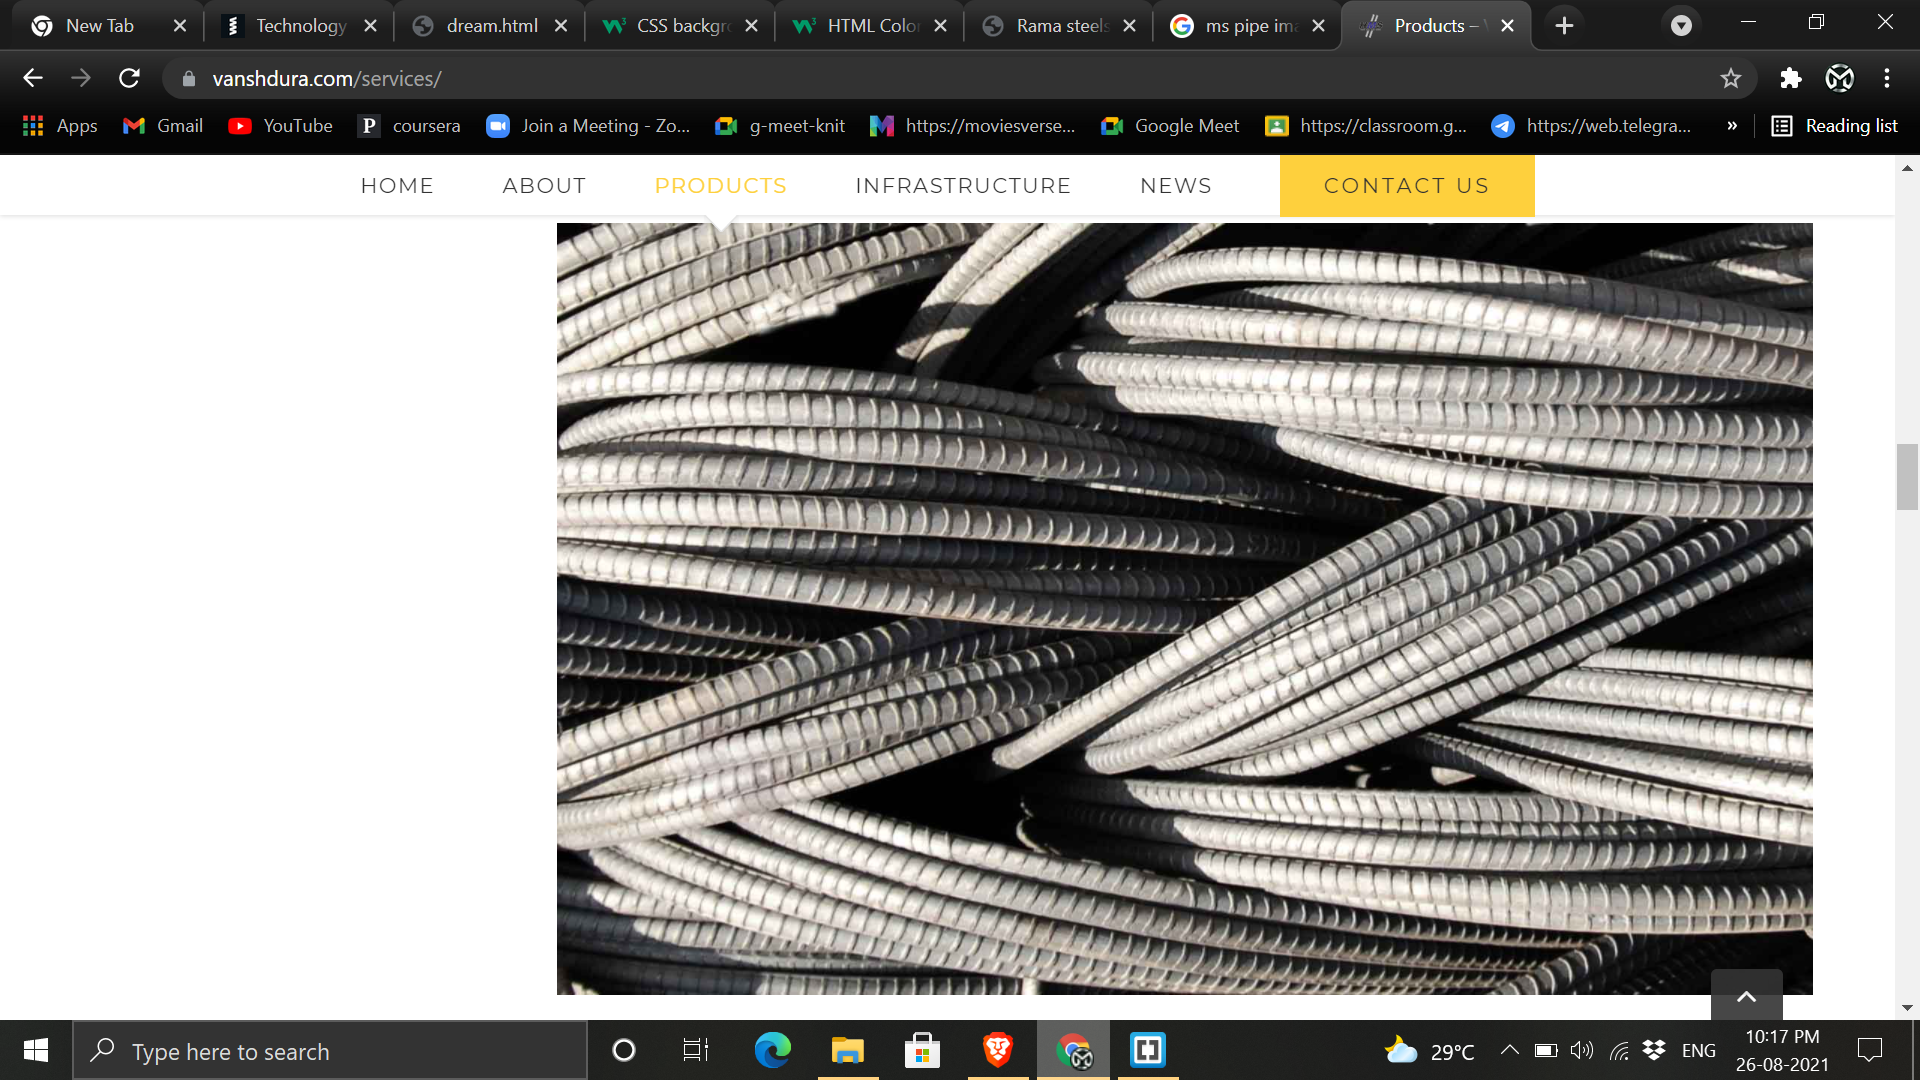 New Tab
Technology
dream.html
CSS backgr
HTML Color
Rama steels
ms pipe ima
Products –
vanshdura.com/services/
Apps
Gmail
YouTube
P coursera
Join a Meeting - Zo...
g-meet-knit
https://moviesverse...
Google Meet
https://classroom.g...
https://web.telegra...
»
Reading list
HOME
ABOUT
PRODUCTS
INFRASTRUCTURE
NEWS
CONTACT US
Type here to search
29°C
ENG
10:17 PM
26-08-2021